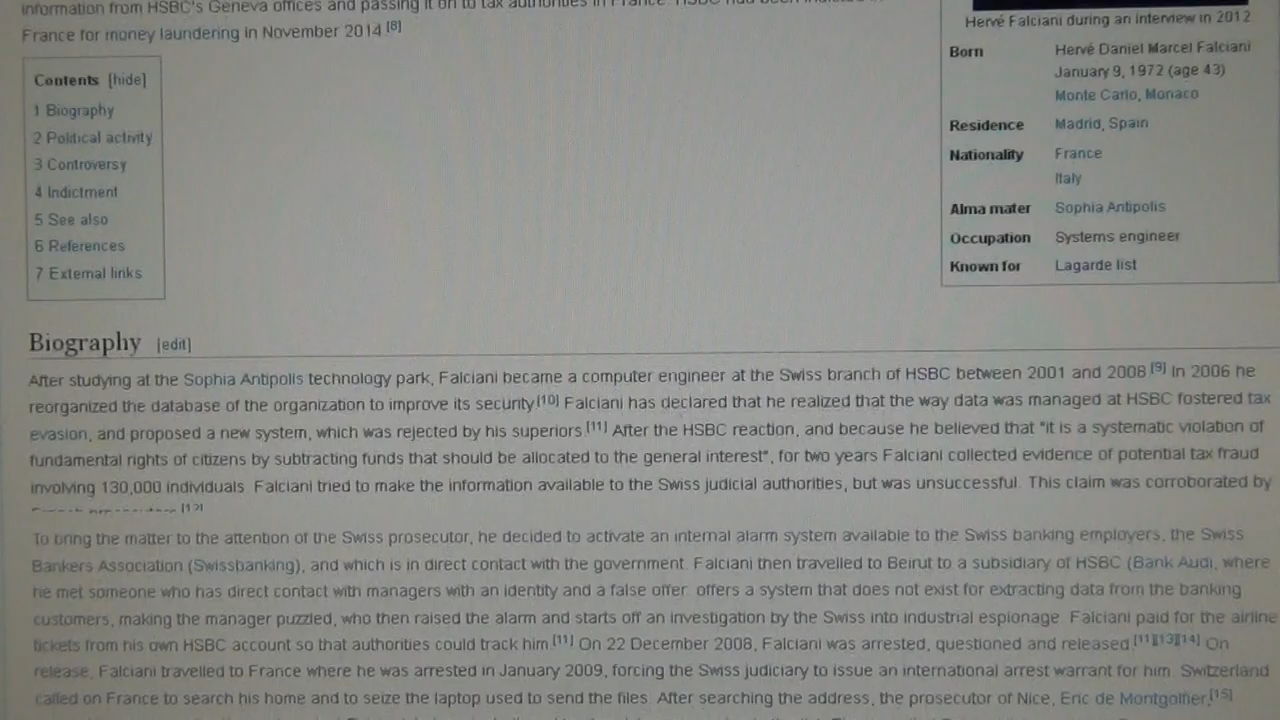 information from HSBC's Geneva offices and passing it on to tax authorities in France. HSBC had been indicted in
France for money laundering in November 2014.[8]
Contents [hide]
1 Biography
2 Political activity
3 Controversy
4 Indictment
5 See also
6 References
7 External links
Hervé Falciani during an interview in 2012
Born Hervé Daniel Marcel Falciani
January 9, 1972 (age 43)
Monte Carlo, Monaco
Residence Madrid, Spain
Nationality France
Italy
Alma mater Sophia Antipolis
Occupation Systems engineer
Known for Lagarde list
Biography [edit]
After studying at the Sophia Antipolis technology park, Falciani became a computer engineer at the Swiss branch of HSBC between 2001 and 2008.[9] In 2006 he
reorganized the database of the organization to improve its security.[10] Falciani has declared that he realized that the way data was managed at HSBC fostered tax
evasion, and proposed a new system, which was rejected by his superiors.[11] After the HSBC reaction, and because he believed that "it is a systematic violation of
fundamental rights of citizens by subtracting funds that should be allocated to the general interest", for two years Falciani collected evidence of potential tax fraud
involving 130,000 individuals. Falciani tried to make the information available to the Swiss judicial authorities, but was unsuccessful. This claim was corroborated by
[12]
To bring the matter to the attention of the Swiss prosecutor, he decided to activate an internal alarm system available to the Swiss banking employers, the Swiss
Bankers Association (Swissbanking), and which is in direct contact with the government. Falciani then travelled to Beirut to a subsidiary of HSBC (Bank Audi, where
he met someone who has direct contact with managers with an identity and a false offer: offers a system that does not exist for extracting data from the banking
customers, making the manager puzzled, who then raised the alarm and starts off an investigation by the Swiss into industrial espionage. Falciani paid for the airline
tickets from his own HSBC account so that authorities could track him.[11] On 22 December 2008, Falciani was arrested, questioned and released.[11][13][14] On
release, Falciani travelled to France where he was arrested in January 2009, forcing the Swiss judiciary to issue an international arrest warrant for him. Switzerland
called on France to search his home and to seize the laptop used to send the files. After searching the address, the prosecutor of Nice, Eric de Montgolfier,[15]